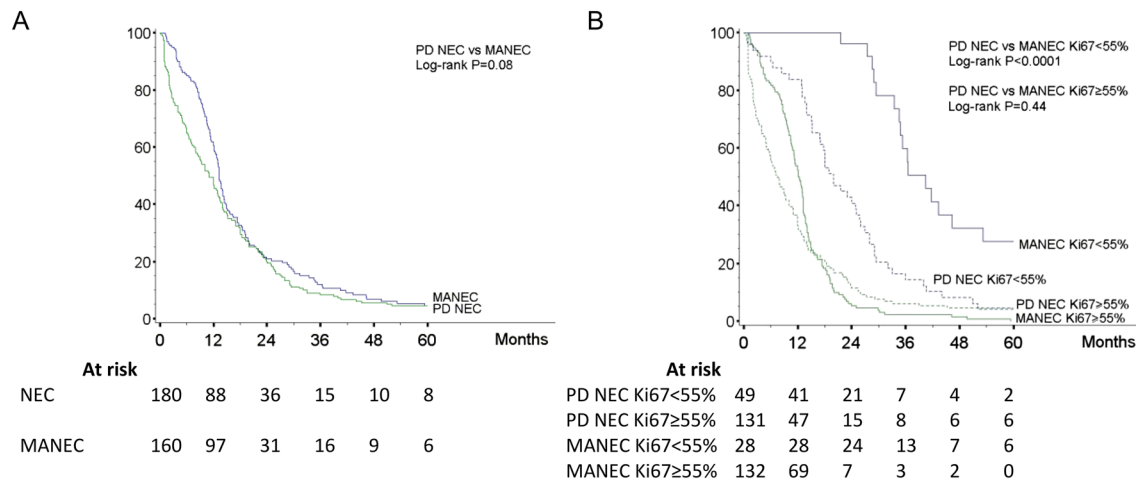 A
100
80
60
40
20
0
PD NEC vs MANEC
Log-rank P=0.08
MANEC
PD NEC
0 12 24 36 48 60 Months
At risk
NEC 180 88 36 15 10 8
MANEC 160 97 31 16 9 6
B
100
80
60
40
20
0
PD NEC vs MANEC Ki67<55%
Log-rank P<0.0001
PD NEC vs MANEC Ki67≥55%
Log-rank P=0.44
MANEC Ki67<55%
PD NEC Ki67<55%
PD NEC Ki67≥55%
MANEC Ki67≥55%
0 12 24 36 48 60 Months
At risk
PD NEC Ki67<55% 49 41 21 7 4 2
PD NEC Ki67≥55% 131 47 15 8 6 6
MANEC Ki67<55% 28 28 24 13 7 6
MANEC Ki67≥55% 132 69 7 3 2 0